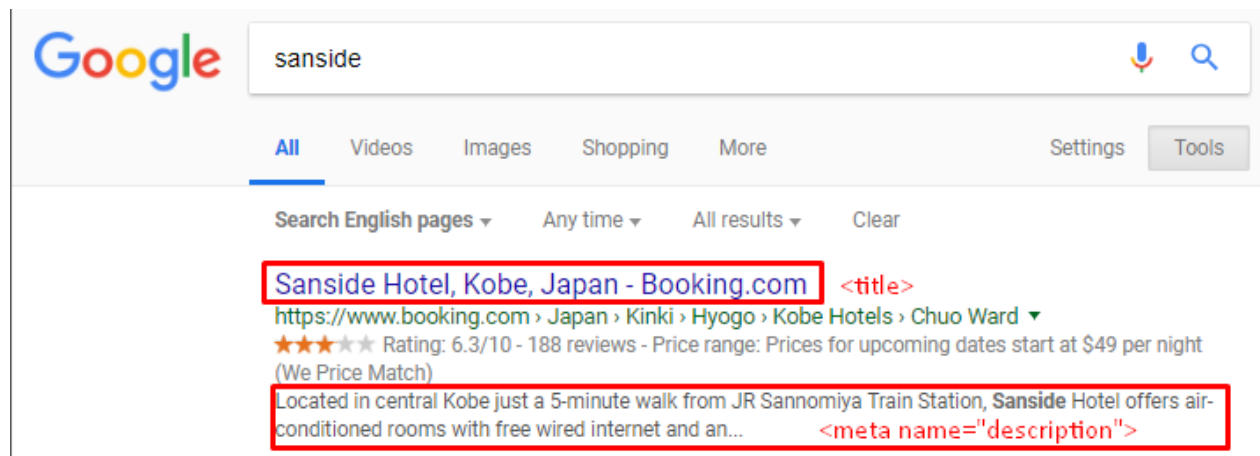 Google
sanside
All Videos Images Shopping More Settings Tools
Search English pages Any time All results Clear
Sanside Hotel, Kobe, Japan - Booking.com <title>
https://www.booking.com › Japan › Kinki › Hyogo › Kobe Hotels › Chuo Ward
Rating: 6.3/10 - 188 reviews - Price range: Prices for upcoming dates start at $49 per night
(We Price Match)
Located in central Kobe just a 5-minute walk from JR Sannomiya Train Station, Sanside Hotel offers air-
conditioned rooms with free wired internet and an... <meta name="description">